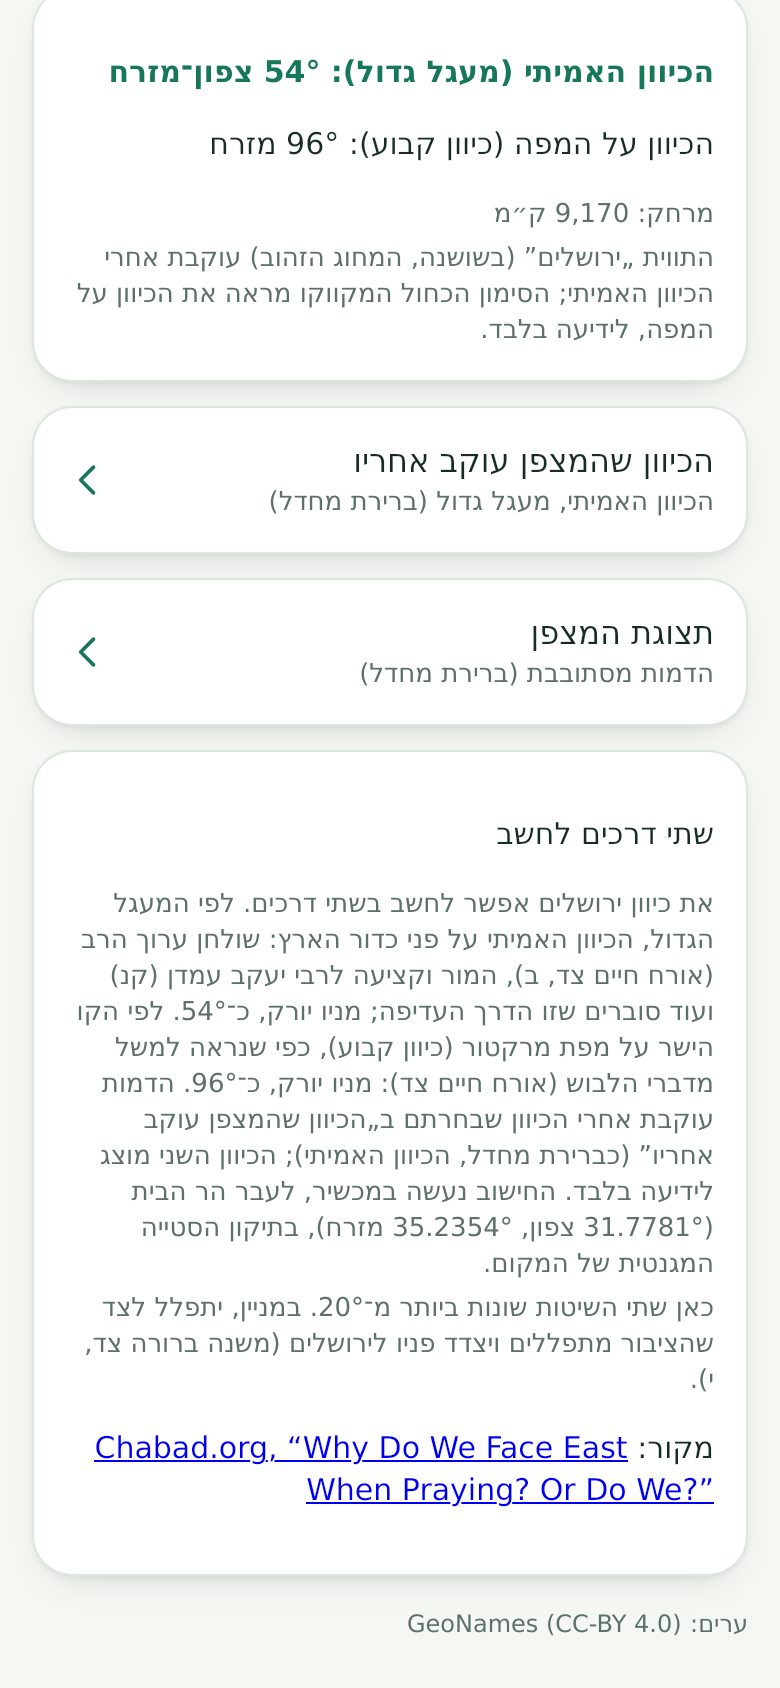 הכיוון האמיתי (מעגל גדול): 54° צפון־מזרח
הכיוון על המפה (כיוון קבוע): 96° מזרח
מרחק: 9,170 ק״מ
התווית „ירושלים” (בשושנה, המחוג הזהוב) עוקבת אחרי
הכיוון האמיתי; הסימון הכחול המקווקו מראה את הכיוון על
המפה, לידיעה בלבד.
הכיוון שהמצפן עוקב אחריו
הכיוון האמיתי, מעגל גדול (ברירת מחדל)
תצוגת המצפן
הדמות מסתובבת (ברירת מחדל)
שתי דרכים לחשב
את כיוון ירושלים אפשר לחשב בשתי דרכים. לפי המעגל
הגדול, הכיוון האמיתי על פני כדור הארץ: שולחן ערוך הרב
(אורח חיים צד, ב), המור וקציעה לרבי יעקב עמדן (קנ)
ועוד סוברים שזו הדרך העדיפה; מניו יורק, כ־54°. לפי הקו
הישר על מפת מרקטור (כיוון קבוע), כפי שנראה למשל
מדברי הלבוש (אורח חיים צד): מניו יורק, כ־96°. הדמות
עוקבת אחרי הכיוון שבחרתם ב„הכיוון שהמצפן עוקב
אחריו” (כברירת מחדל, הכיוון האמיתי); הכיוון השני מוצג
לידיעה בלבד. החישוב נעשה במכשיר, לעבר הר הבית
(31.7781° צפון, 35.2354° מזרח), בתיקון הסטייה
המגנטית של המקום.
כאן שתי השיטות שונות ביותר מ־20°. במניין, יתפלל לצד
שהציבור מתפללים ויצדד פניו לירושלים (משנה ברורה צד,
י).
מקור: Chabad.org, “Why Do We Face East
When Praying? Or Do We?”
ערים: GeoNames (CC-BY 4.0)